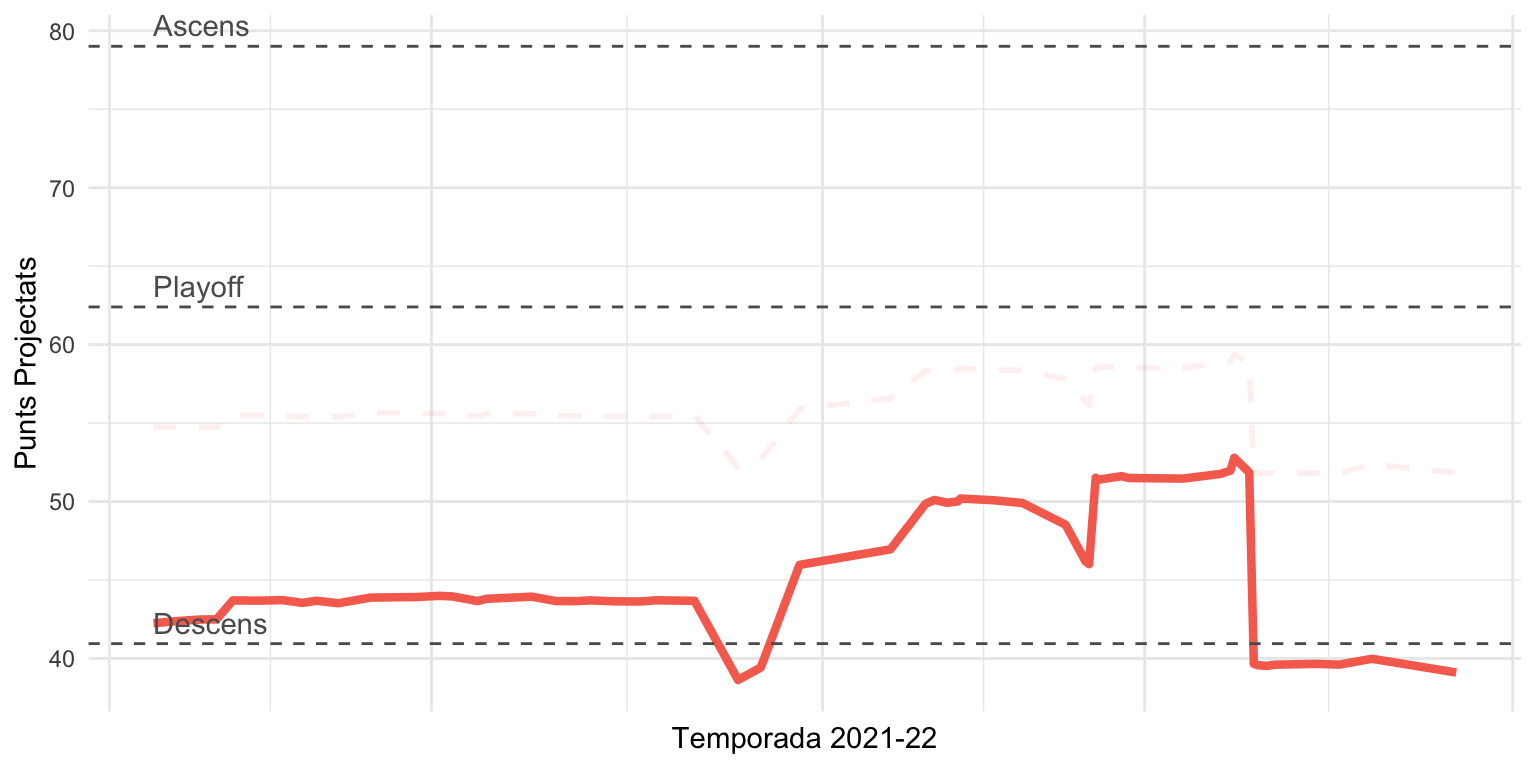 Ascens
80
70
Playoff
60
50
Descens
40
Punts Projectats
Temporada 2021-22